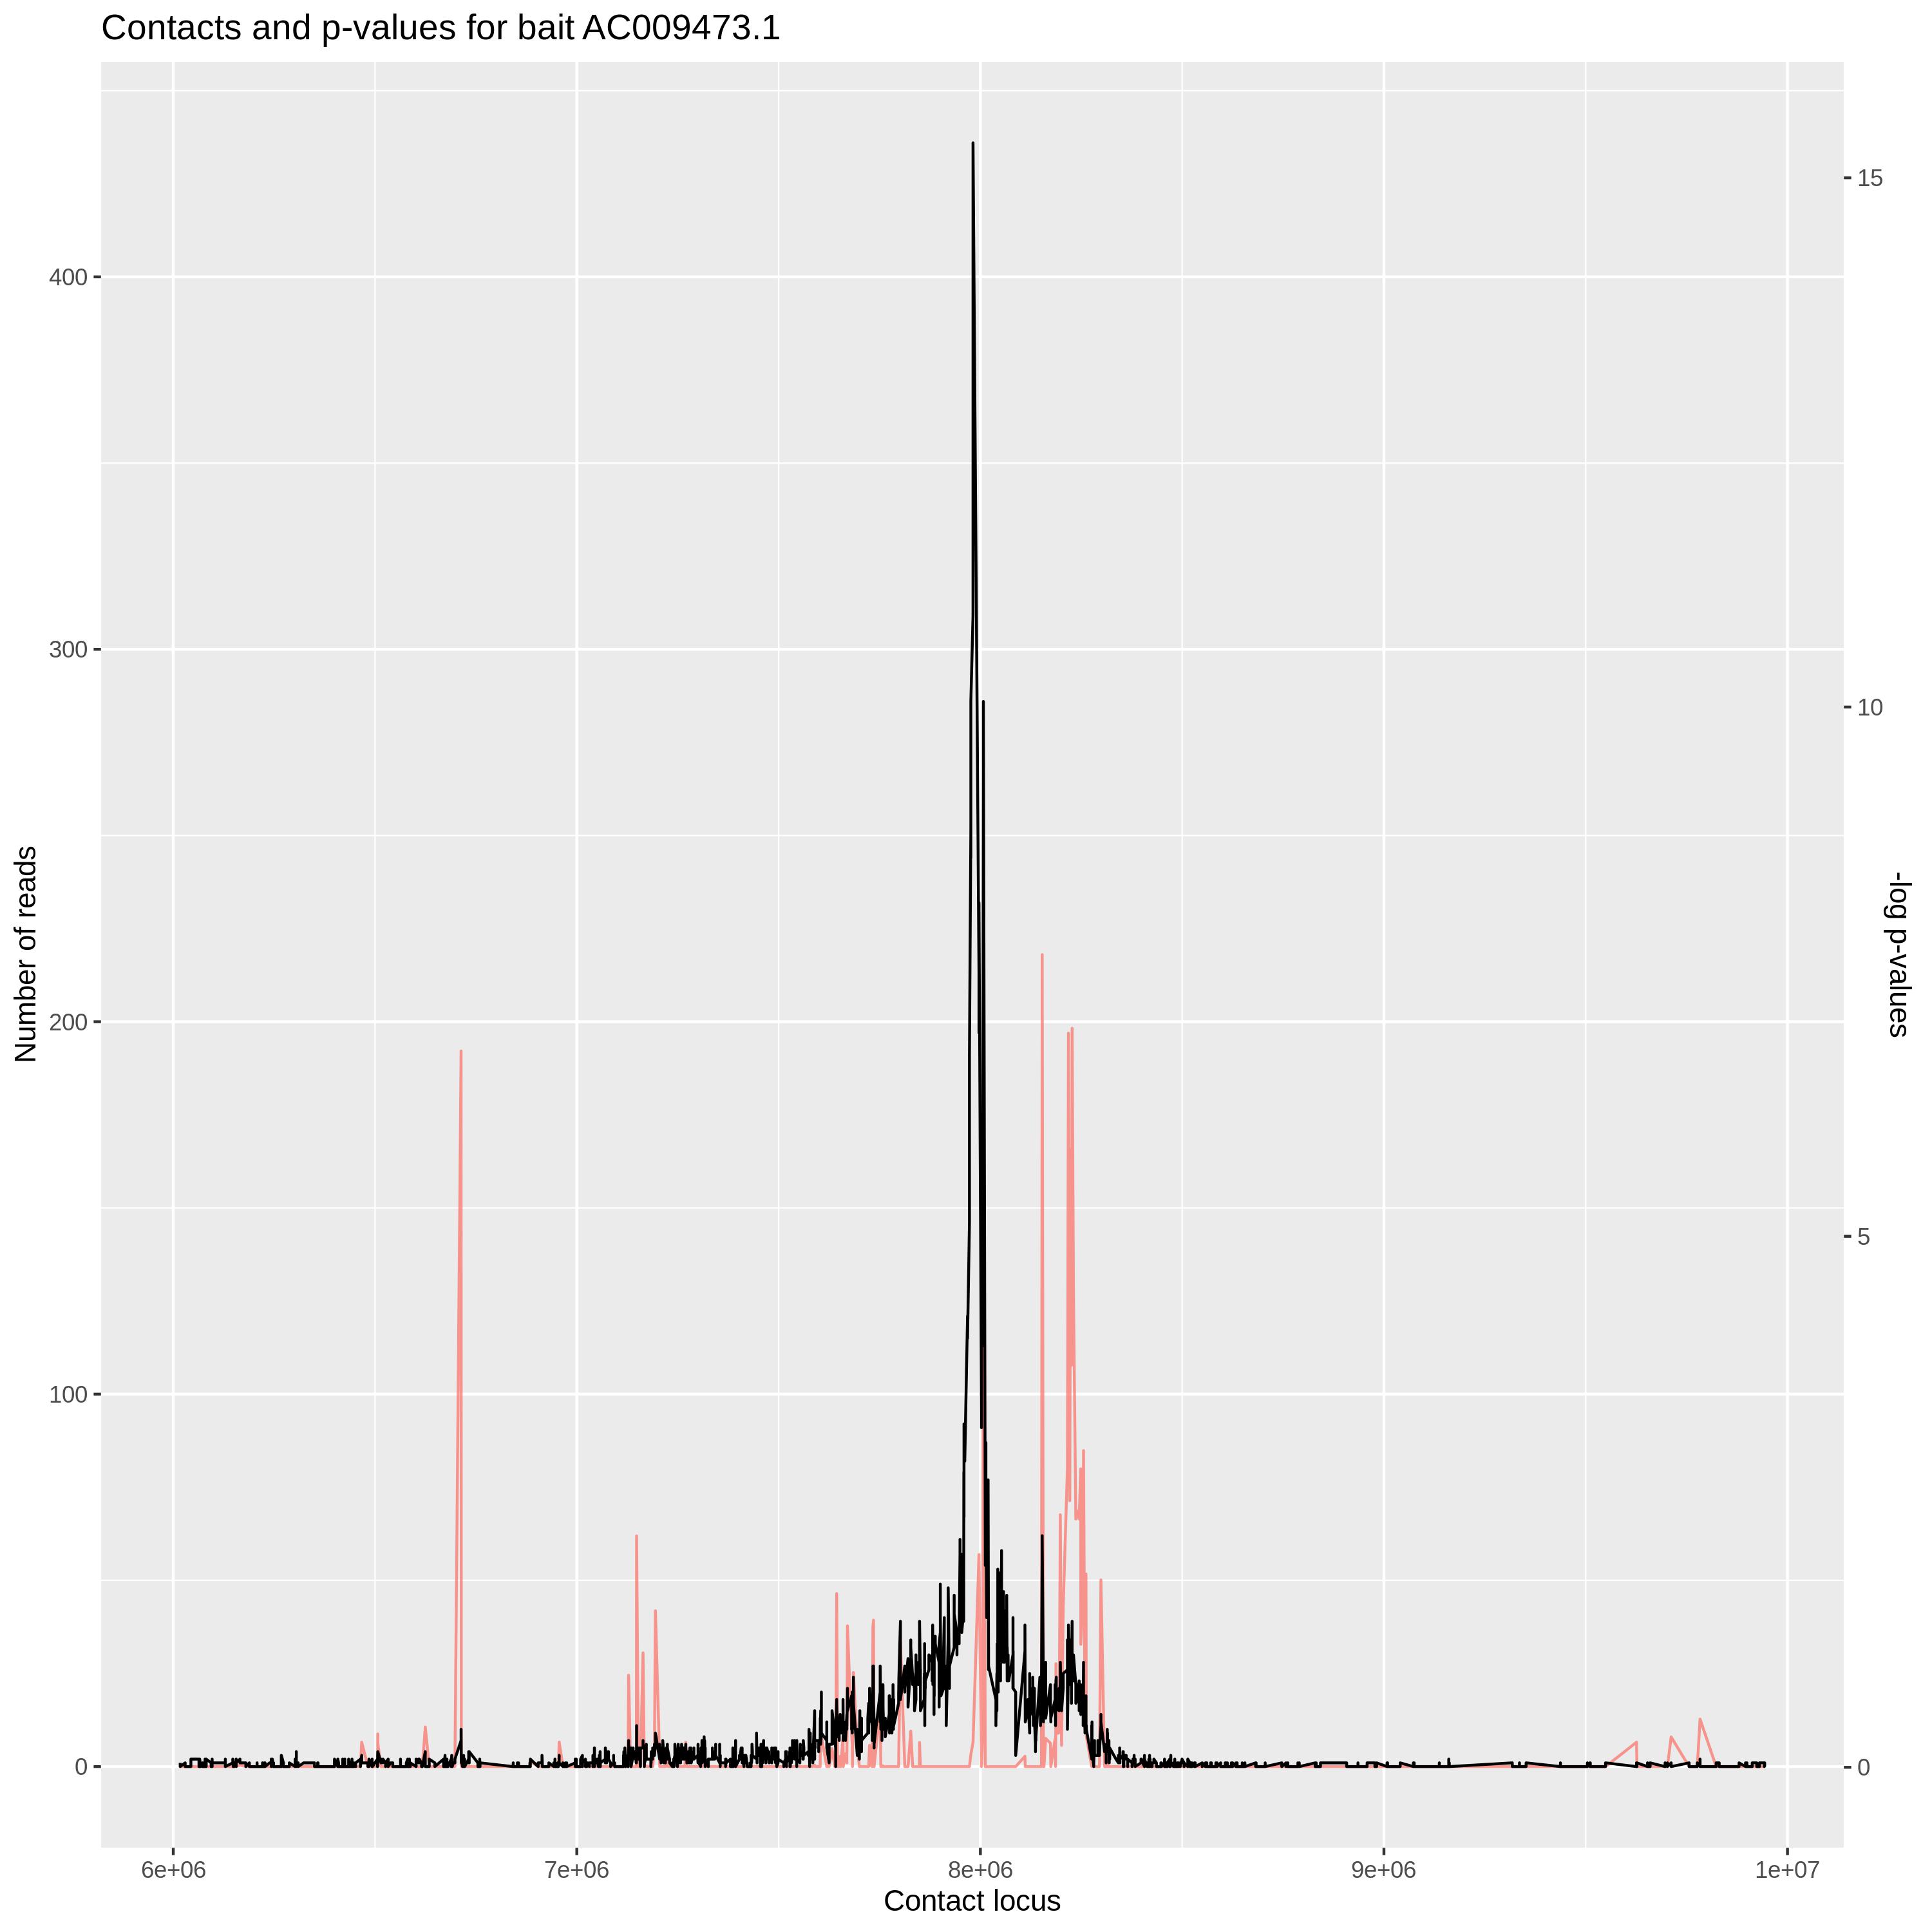 Contacts and p-values for bait AC009473.1
400
300
200
100
0
Number of reads
15
10
5
0
-log p-values
6e+06
7e+06
8e+06
9e+06
1e+07
Contact locus